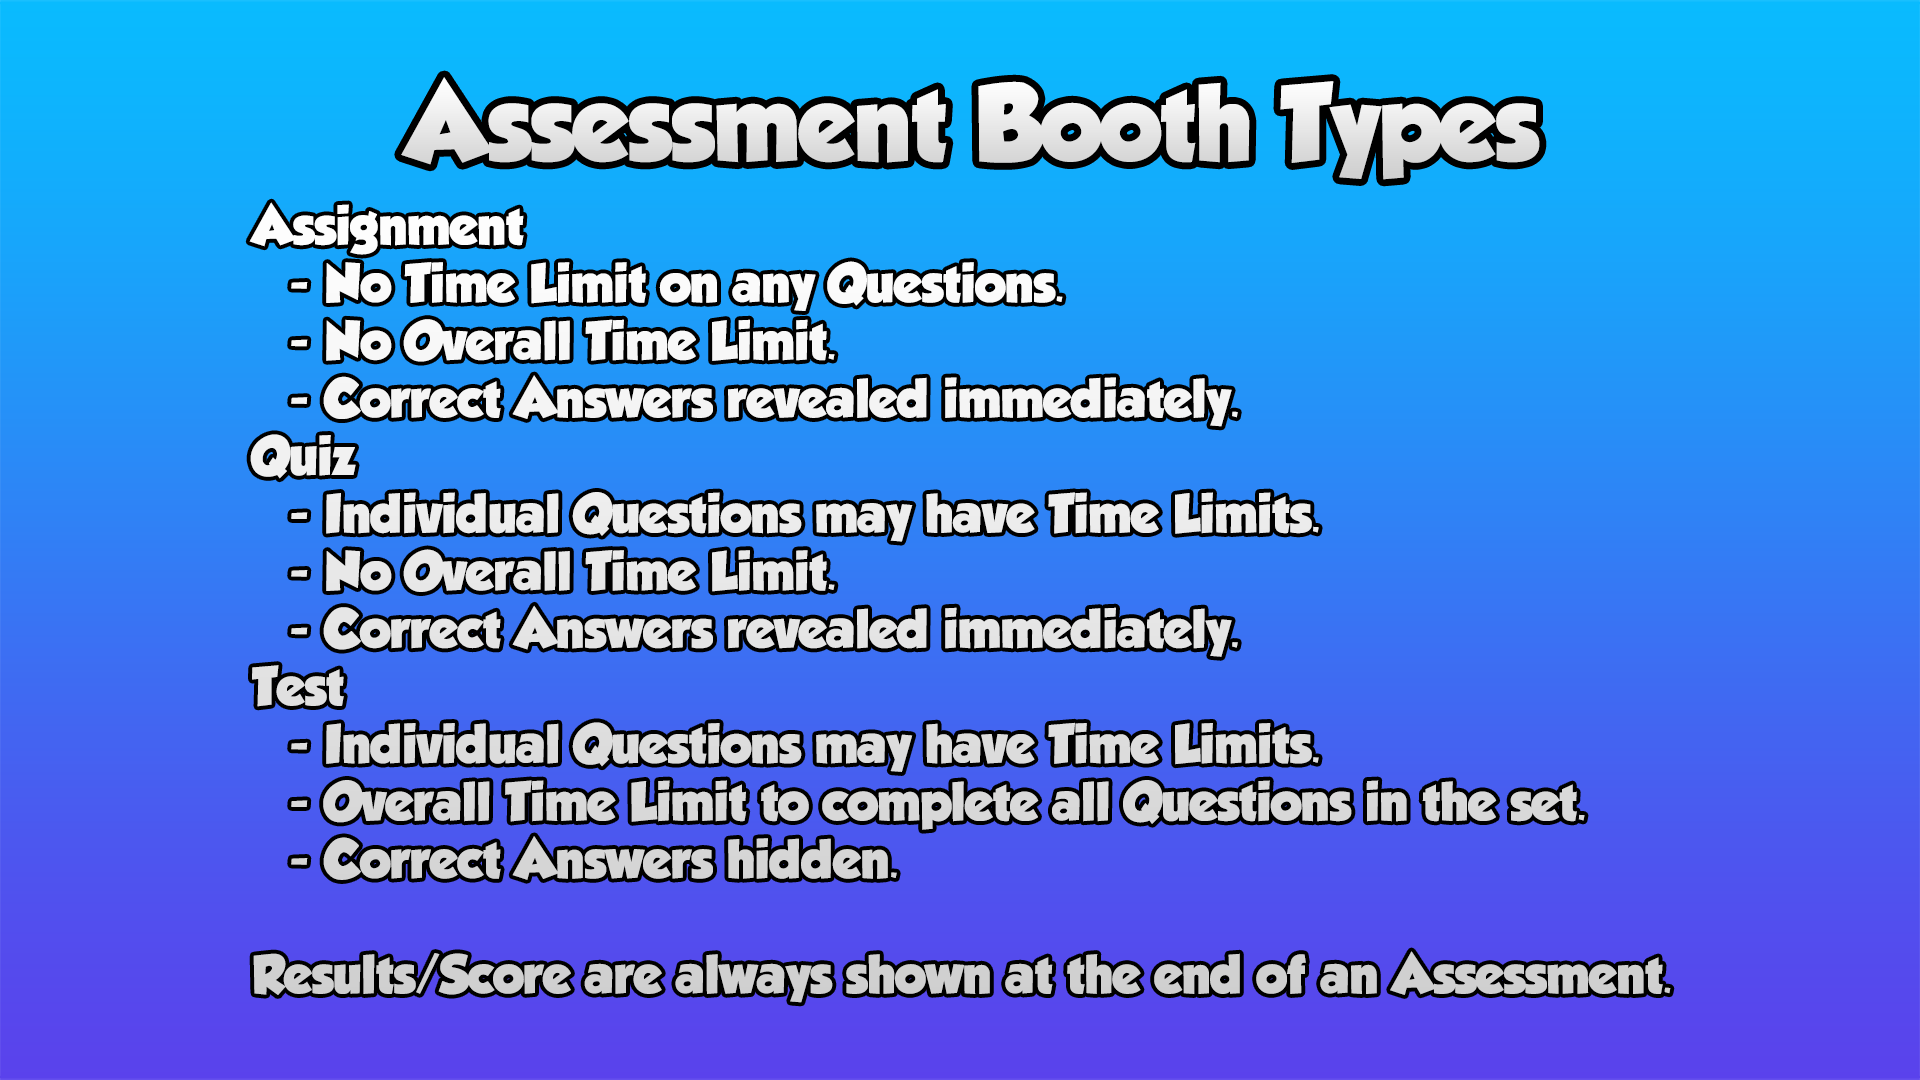 Assessment Booth Types
Assignment
- No Time Limit on any Questions.
- No Overall Time Limit.
- Correct Answers revealed immediately.
Quiz
- Individual Questions may have Time Limits.
- No Overall Time Limit.
- Correct Answers revealed immediately.
Test
- Individual Questions may have Time Limits.
- Overall Time Limit to complete all Questions in the set.
- Correct Answers hidden.
Results/Score are always shown at the end of an Assessment.